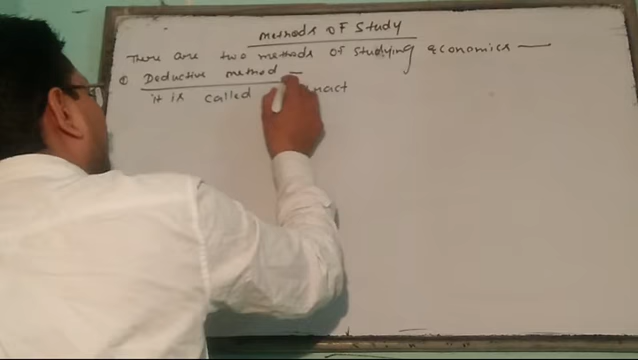 Methods OF Study
There are two methods of studying economics —
① Deductive method —
it is called